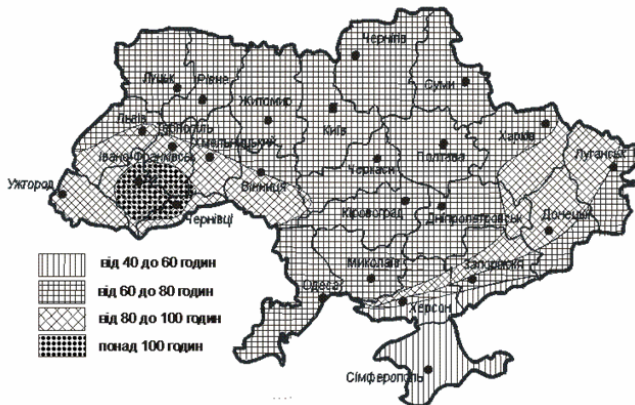 Чернігів
Луцьк
Рівне
Суми
Житомир
Київ
Львів
Тернопіль
Хмельницький
Харків
Івано-Франківськ
Полтава
Луганськ
Черкаси
Ужгород
Вінниця
Чернівці
Кіровоград
Дніпропетровськ
Донецьк
від 40 до 60 годин
Миколаїв
Запоріжжя
від 60 до 80 годин
Одеса
Херсон
від 80 до 100 годин
понад 100 годин
Сімферополь